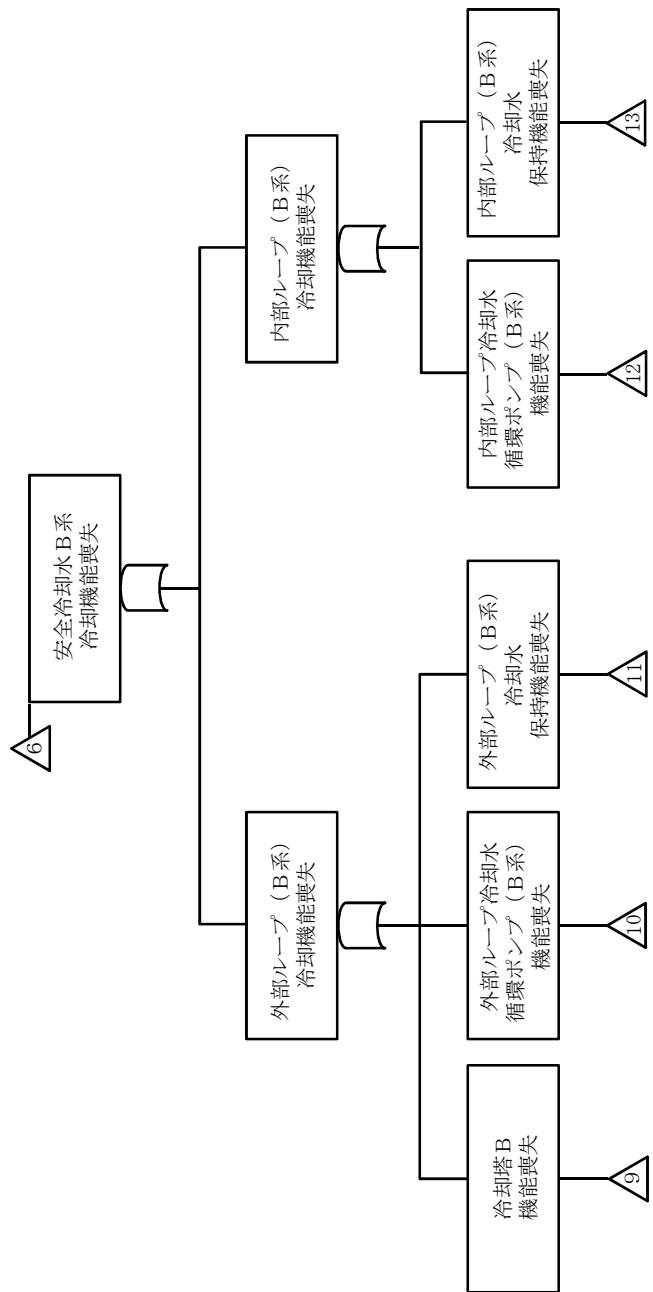 6
安全冷却水B系
冷却機能喪失
外部ループ(B系)
冷却機能喪失
内部ループ(B系)
冷却機能喪失
冷却塔B
機能喪失
外部ループ冷却水
循環ポンプ(B系)
機能喪失
外部ループ(B系)
冷却水
保持機能喪失
内部ループ冷却水
循環ポンプ(B系)
機能喪失
内部ループ(B系)
冷却水
保持機能喪失
9
10
11
12
13